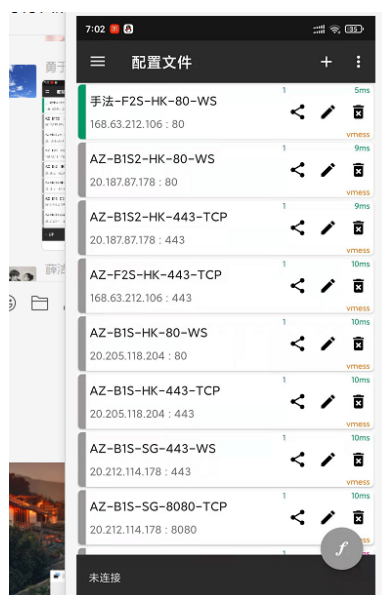 7:02
35
配置文件
1
5ms
手法-F2S-HK-80-WS
168.63.212.106 : 80
vmess
1
9ms
AZ-B1S2-HK-80-WS
20.187.87.178 : 80
vmess
1
9ms
AZ-B1S2-HK-443-TCP
20.187.87.178 : 443
vmess
1
10ms
AZ-F2S-HK-443-TCP
168.63.212.106 : 443
vmess
1
10ms
AZ-B1S-HK-80-WS
20.205.118.204 : 80
vmess
1
10ms
AZ-B1S-HK-443-TCP
20.205.118.204 : 443
vmess
1
10ms
AZ-B1S-SG-443-WS
20.212.114.178 : 443
vmess
1
10ms
AZ-B1S-SG-8080-TCP
20.212.114.178 : 8080
1
未连接